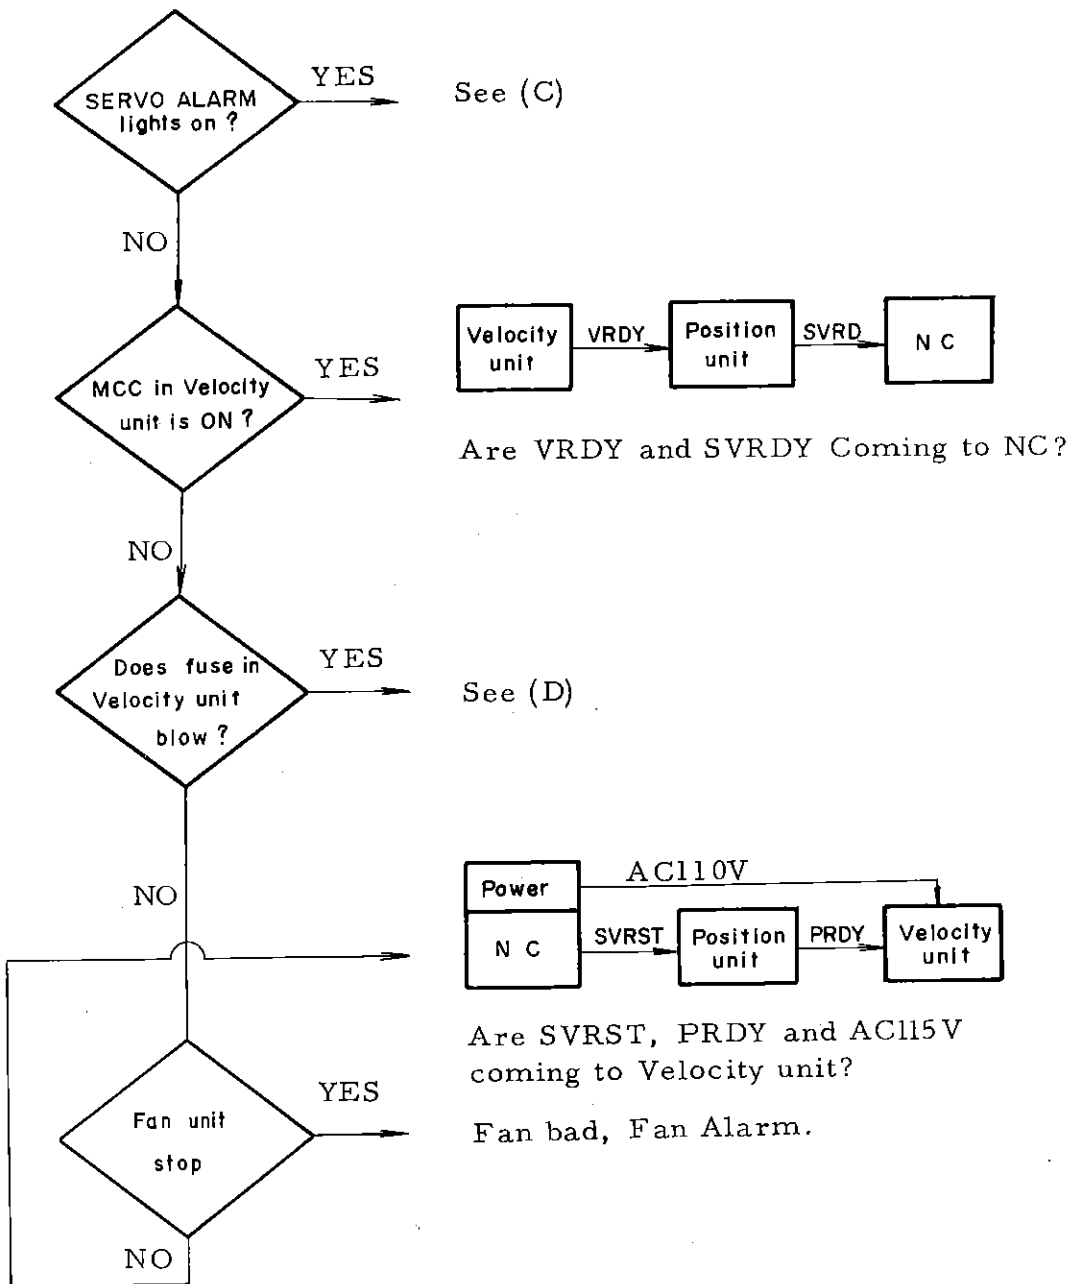 SERVO ALARM
lights on ?
YES
See (C)
NO
MCC in Velocity
unit is ON ?
YES
Velocity
unit
VRDY
Position
unit
SVRD
N C
Are VRDY and SVRDY Coming to NC?
NO
Does fuse in
Velocity unit
blow ?
YES
See (D)
NO
Power
N C
AC110V
SVRST
Position
unit
PRDY
Velocity
unit
Are SVRST, PRDY and AC115V
coming to Velocity unit?
Fan unit
stop
YES
Fan bad, Fan Alarm.
NO